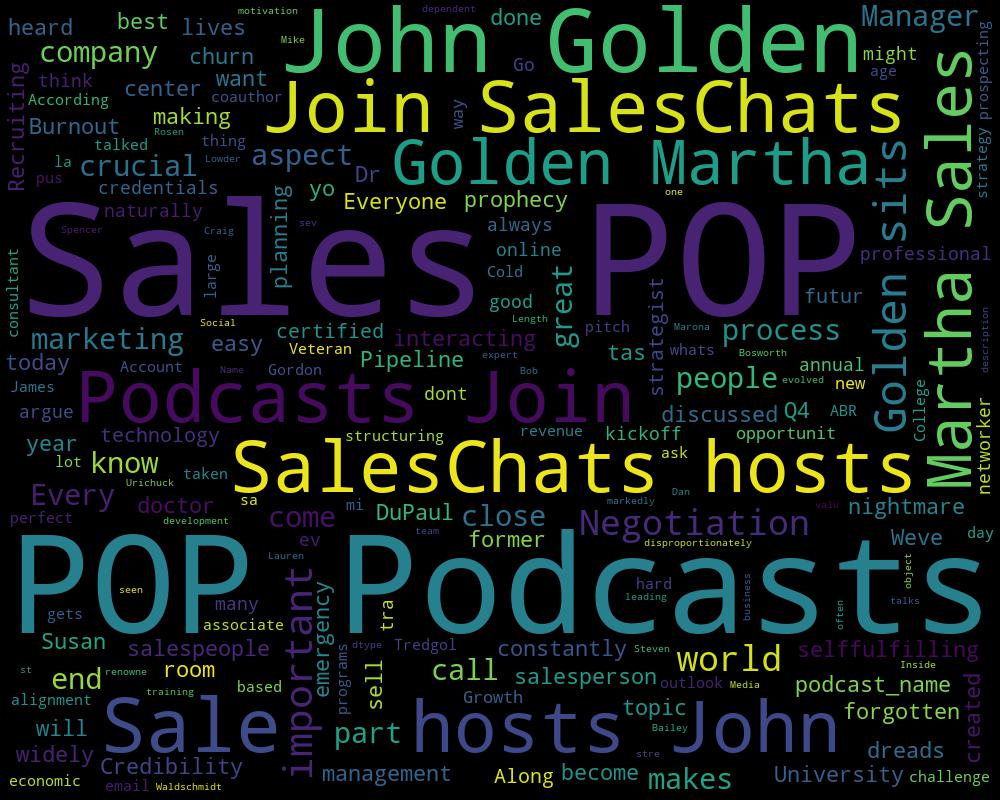 motivation
dependent
heard
best
lives
Mike
John Golden
done
Manager
company
churn
Go
might
think
center
want
age
Recruiting
According
coauthor
Join SalesChats
way
Burnout
making
Rosen
thing
talked
la
crucial
Lowder
aspect
Dr
Golden Martha
pus
credentials
yo
Everyone
prophecy
one
sits
Sales
strategy
prospecting
naturally
Spencer
Craig
sev
always
Sales POP
online
professional
large
planning
Cold
good
great
strategist
futur
consultant
Social
Length
marketing
easy
certified
interacting
pitch
Marona
process
Veteran
tas
whats
Bosworth
today
Account
Name
Gordon
Pipeline
expert
Bob
people
evolved
annual
new
description
James
Podcasts Join
dont
argue
discussed
Q4
ABR
College
Golden
Martha
networker
year
technology
structuring
revenue
kickoff
opportunit
lot
know
taken
SalesChats hosts
ask
Urichuck
Every
sa
Dan
markedly
valu
doctor
mi
DuPaul
close
nightmare
perfect
development
come
team
former
Negotiation
Weve
day
ev
Lauren
disproportionately
POP Podcasts
seen
hard
leading
business
object
talks
often
gets
many
associate
important
emergency
tra
Susan
salespeople
dtype
Tredgol
constantly
Steven
world
selffulfilling
st
renowne
room
programs
sell
call
salesperson
outlook
Media
Inside
end
training
based
Growth
podcast_name
alignment
Sale
hosts John
topic
forgotten
created
will
Bailey
part
widely
stre
dreads
Credibility
management
Along
become
makes
University
challenge
economic
email
Waldschmidt